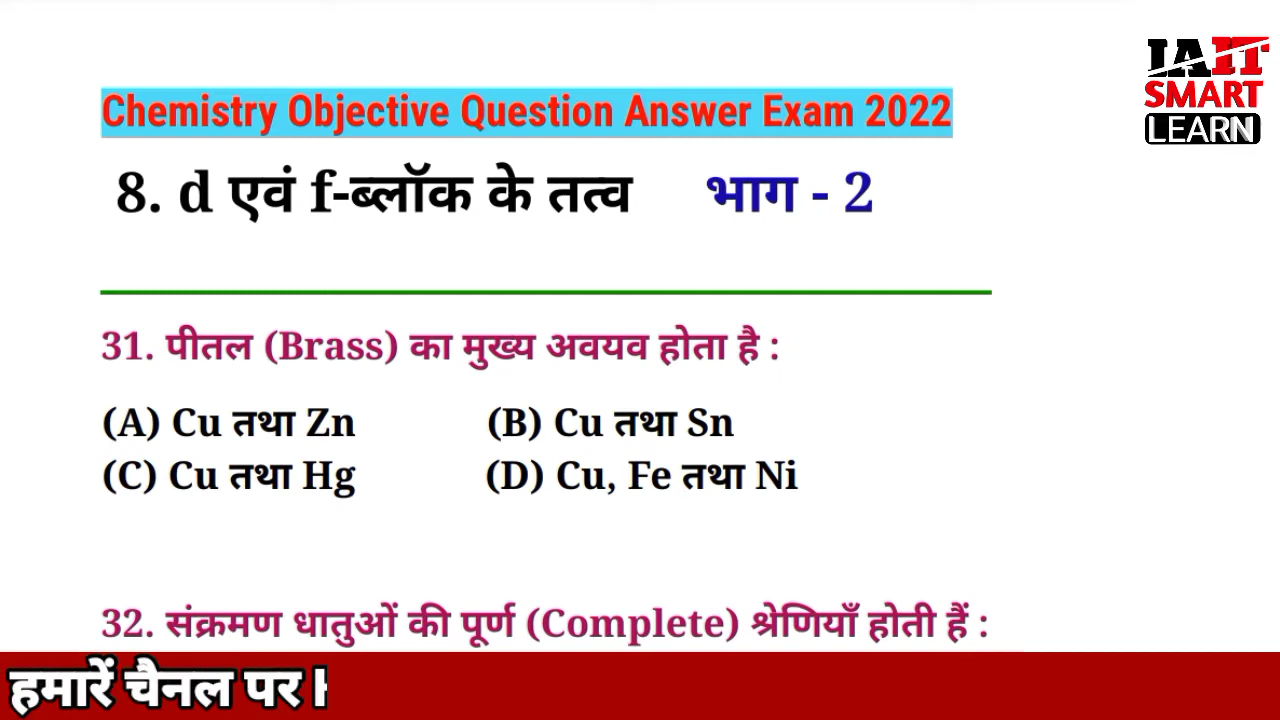 IAIT
SMART
LEARN
Chemistry Objective Question Answer Exam 2022
8. d एवं f-ब्लॉक के तत्व भाग - 2
31. पीतल (Brass) का मुख्य अवयव होता है :
(A) Cu तथा Zn (B) Cu तथा Sn
(C) Cu तथा Hg (D) Cu, Fe तथा Ni
32. संक्रमण धातुओं की पूर्ण (Complete) श्रेणियाँ होती हैं :
हमारें चैनल पर